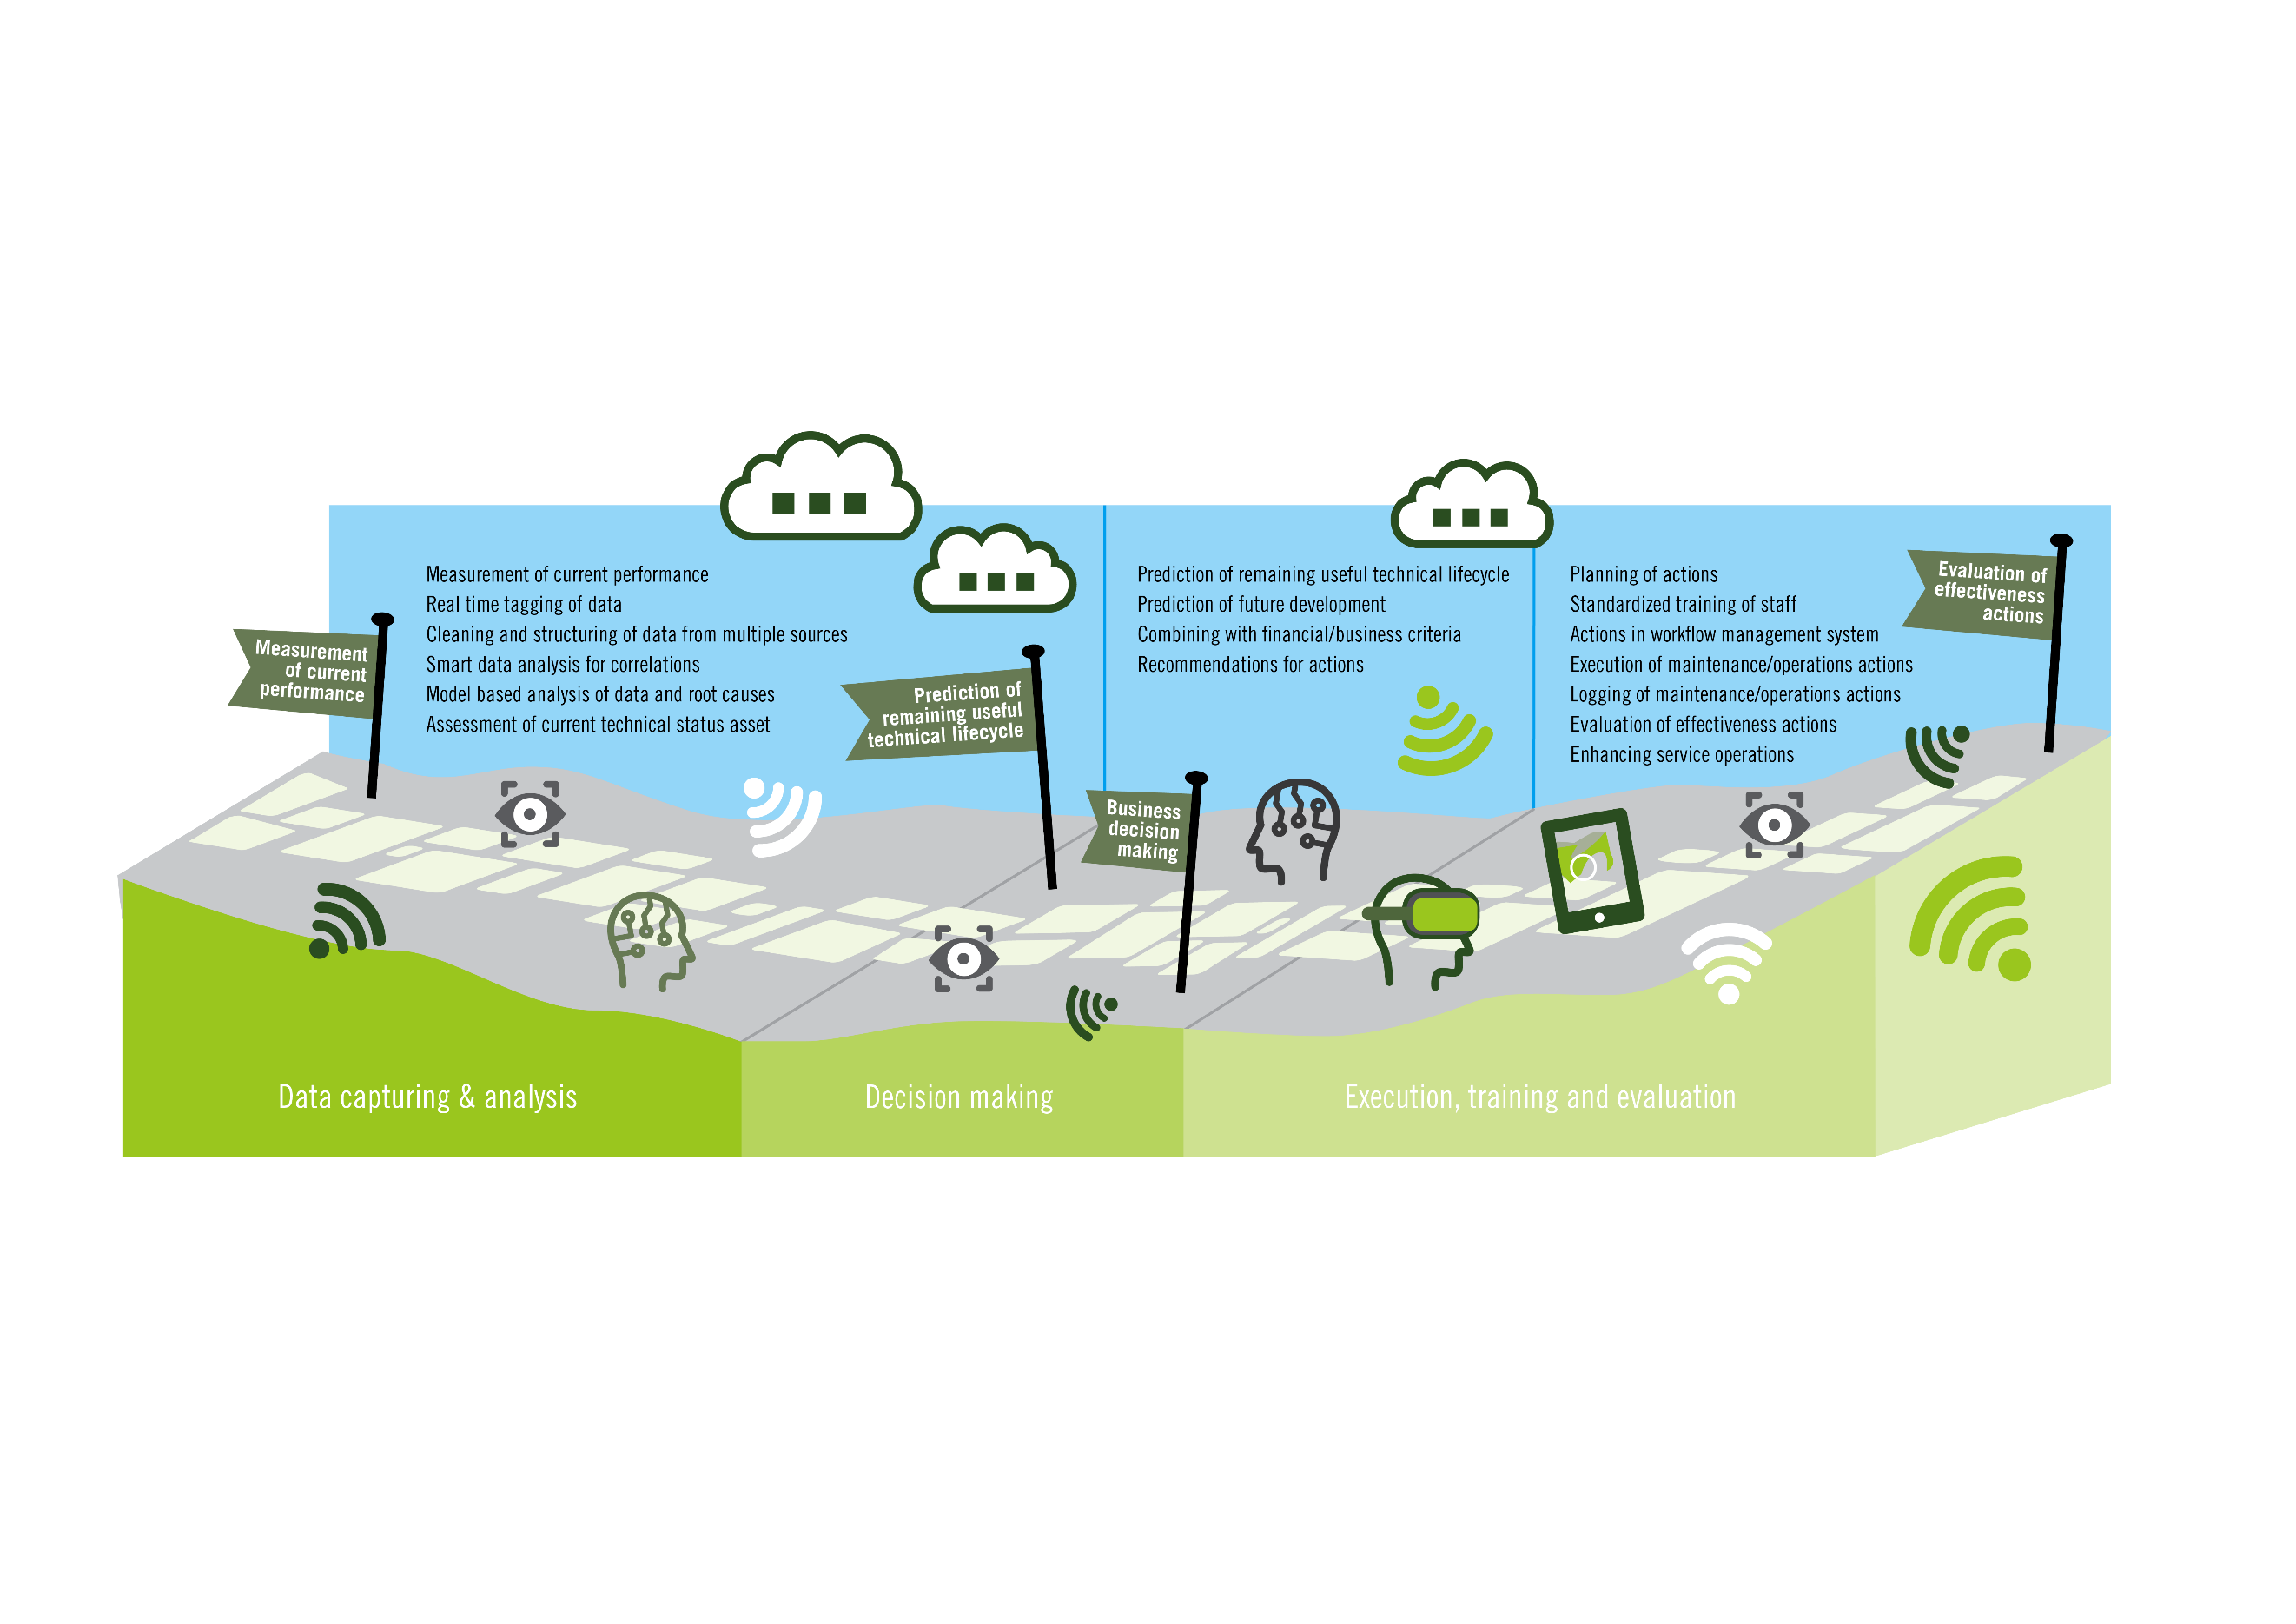 Measurement of current performance
Real time tagging of data
Cleaning and structuring of data from multiple sources
Smart data analysis for correlations
Model based analysis of data and root causes
Assessment of current technical status asset
Prediction of remaining useful technical lifecycle
Prediction of future development
Combining with financial/business criteria
Recommendations for actions
Planning of actions
Standardized training of staff
Actions in workflow management system
Execution of maintenance/operations actions
Logging of maintenance/operations actions
Evaluation of effectiveness actions
Enhancing service operations
Measurement
of current
performance
Prediction of
remaining useful
technical lifecycle
Business
decision
making
Evaluation of
effectiveness
actions
Data capturing & analysis
Decision making
Execution, training and evaluation